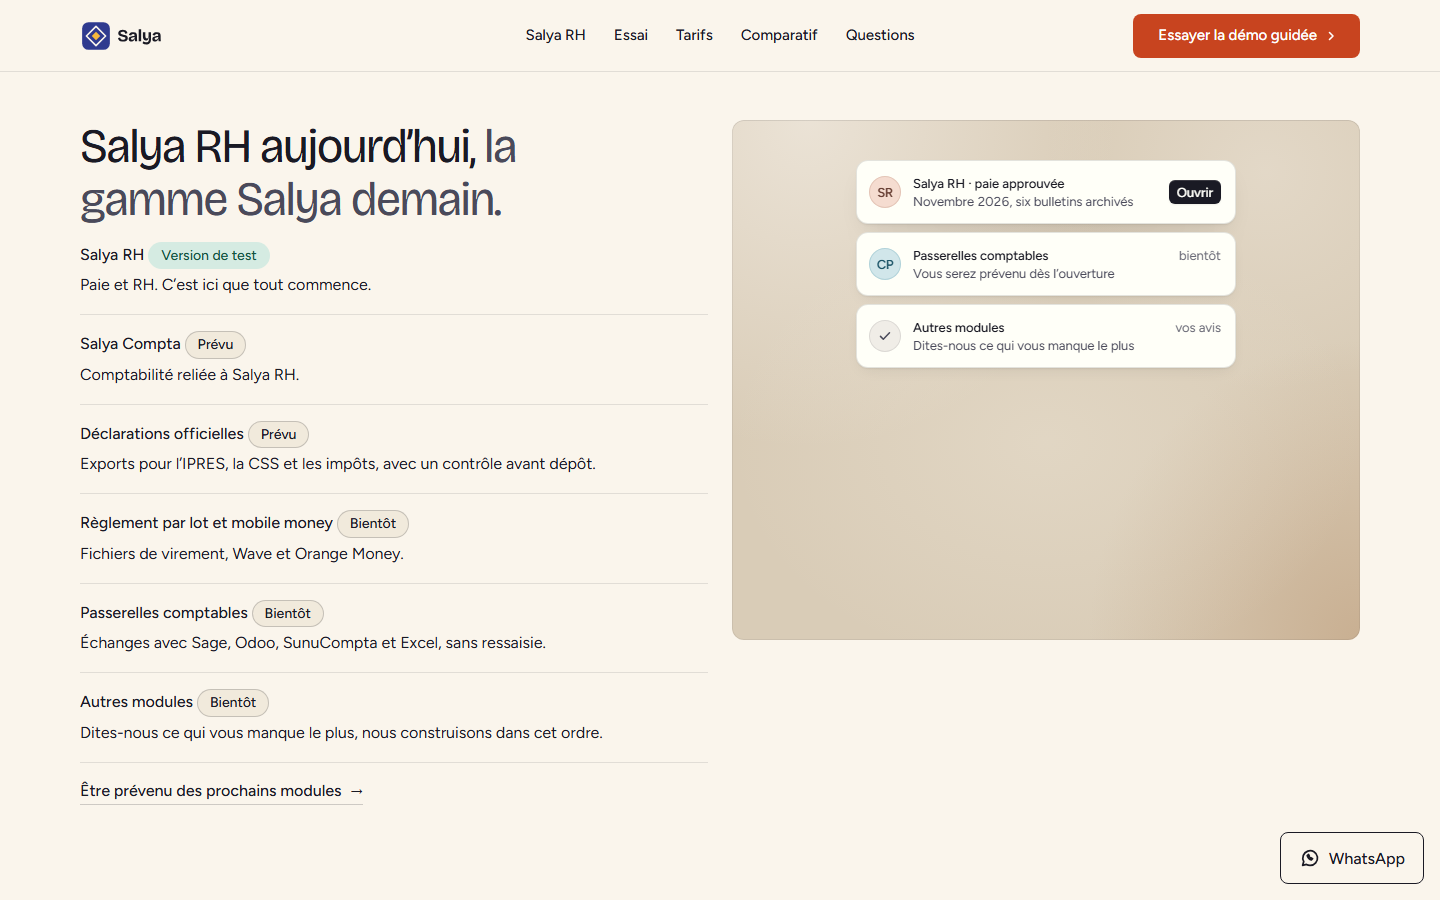 Salya
Salya RH
Essai
Tarifs
Comparatif
Questions
Essayer la démo guidée
Salya RH aujourd’hui, la
gamme Salya demain.
Salya RH Version de test
Paie et RH. C’est ici que tout commence.
Salya Compta Prévu
Comptabilité reliée à Salya RH.
Déclarations officielles Prévu
Exports pour l’IPRES, la CSS et les impôts, avec un contrôle avant dépôt.
Règlement par lot et mobile money Bientôt
Fichiers de virement, Wave et Orange Money.
Passerelles comptables Bientôt
Échanges avec Sage, Odoo, SunuCompta et Excel, sans ressaisie.
Autres modules Bientôt
Dites-nous ce qui vous manque le plus, nous construisons dans cet ordre.
Être prévenu des prochains modules →
SR
Salya RH · paie approuvée
Novembre 2026, six bulletins archivés
Ouvrir
CP
Passerelles comptables
bientôt
Vous serez prévenu dès l’ouverture
Autres modules
vos avis
Dites-nous ce qui vous manque le plus
WhatsApp